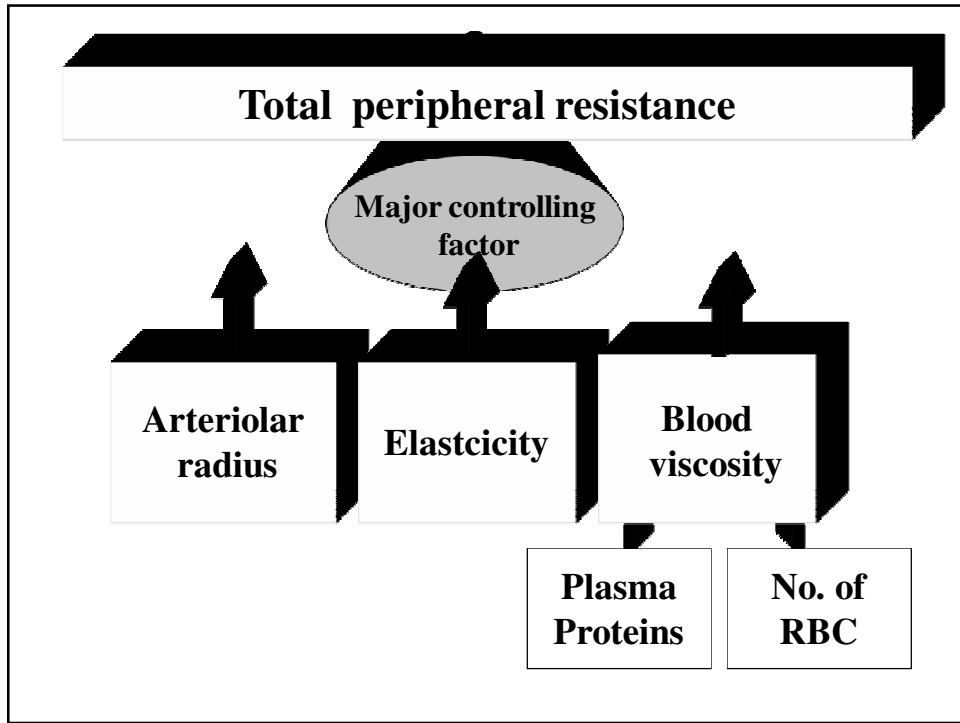 Total peripheral resistance
Major controlling
factor
Arteriolar
radius
Elastcicity
Blood
viscosity
Plasma
Proteins
No. of
RBC